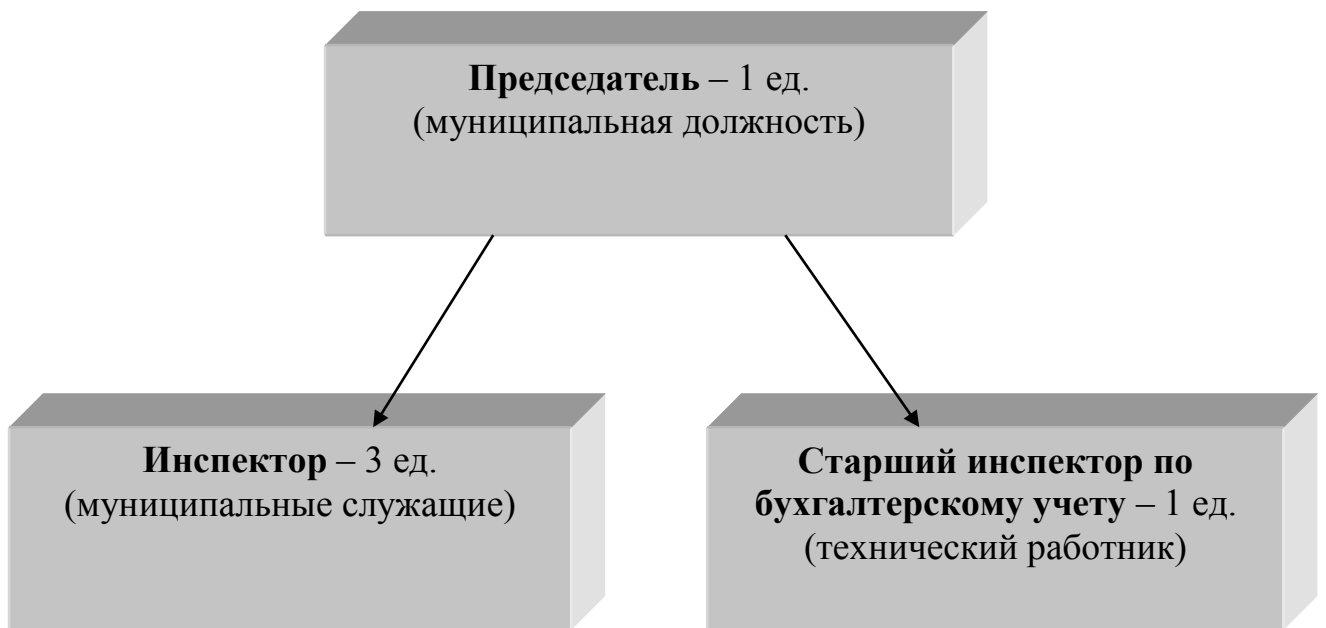 Председатель – 1 ед.
(муниципальная должность)
Инспектор – 3 ед.
(муниципальные служащие)
Старший инспектор по
бухгалтерскому учету – 1 ед.
(технический работник)